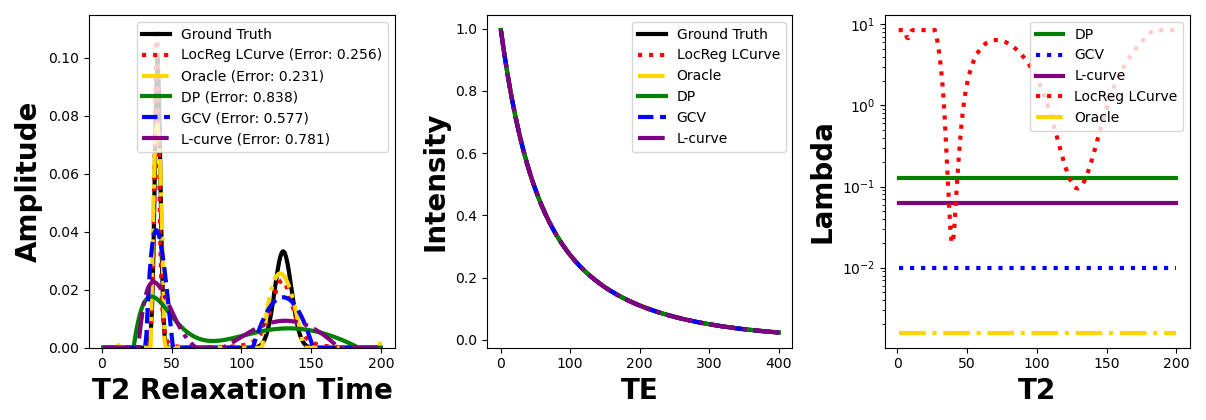 Amplitude
0.10
0.08
0.06
0.04
0.02
0.00
Ground Truth
LocReg LCurve (Error: 0.256)
Oracle (Error: 0.231)
DP (Error: 0.838)
GCV (Error: 0.577)
L-curve (Error: 0.781)
0 50 100 150 200
T2 Relaxation Time
Intensity
1.0
0.8
0.6
0.4
0.2
0.0
Ground Truth
LocReg LCurve
Oracle
DP
GCV
L-curve
0 100 200 300 400
TE
Lambda
10¹
10⁰
10⁻¹
10⁻²
DP
GCV
L-curve
LocReg LCurve
Oracle
0 50 100 150 200
T2